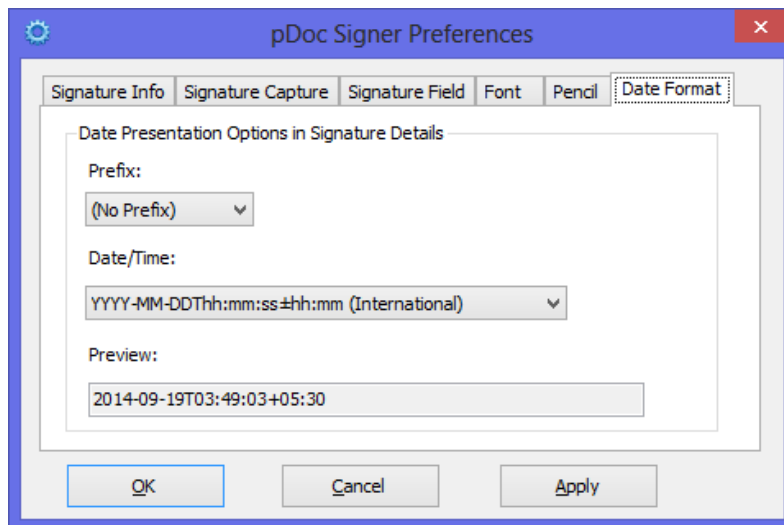 pDoc Signer Preferences
Signature Info Signature Capture Signature Field Font Pencil Date Format
Date Presentation Options in Signature Details
Prefix:
(No Prefix)
Date/Time:
YYYY-MM-DDThh:mm:ss±hh:mm (International)
Preview:
2014-09-19T03:49:03+05:30
OK Cancel Apply